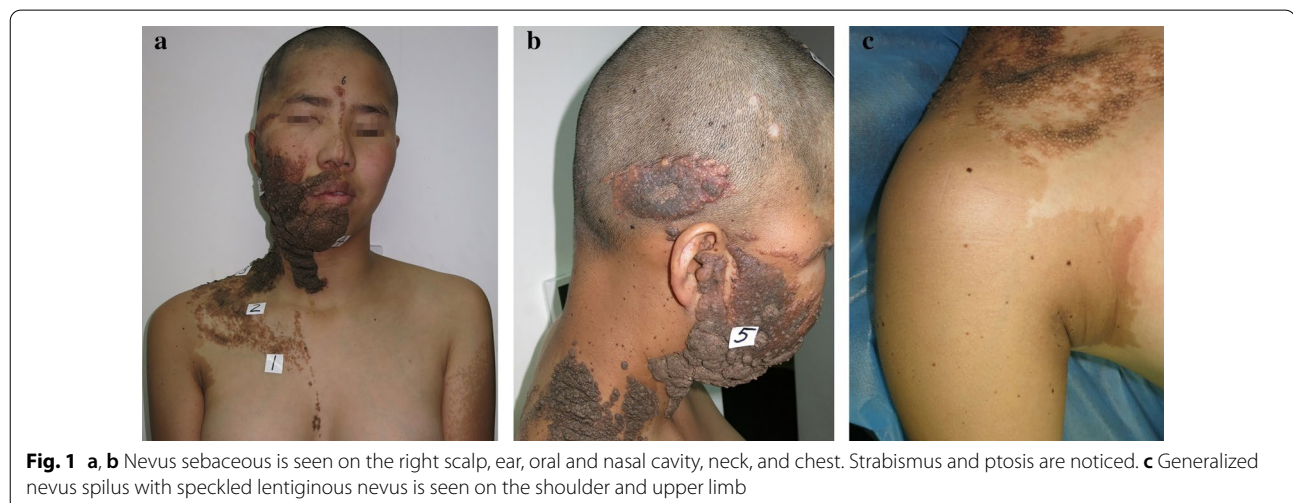 a
b
c
6
2
1
5
Fig. 1 a, b Nevus sebaceous is seen on the right scalp, ear, oral and nasal cavity, neck, and chest. Strabismus and ptosis are noticed. c Generalized
nevus spilus with speckled lentiginous nevus is seen on the shoulder and upper limb